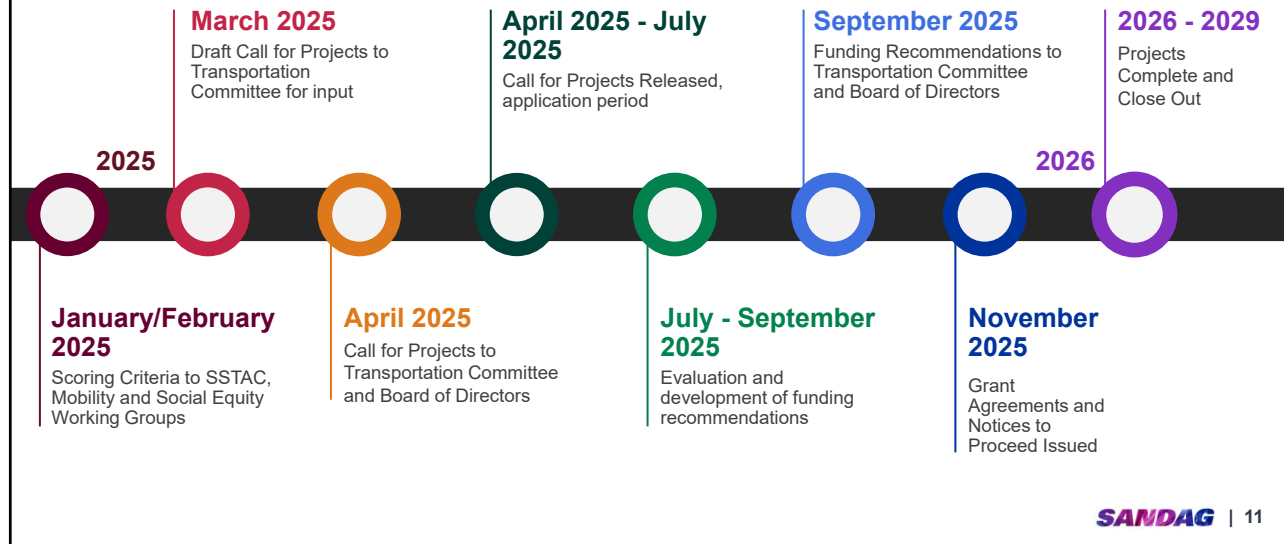 March 2025
Draft Call for Projects to
Transportation
Committee for input
April 2025 - July
2025
Call for Projects Released,
application period
September 2025
Funding Recommendations to
Transportation Committee
and Board of Directors
2026 - 2029
Projects
Complete and
Close Out
2025
2026
January/February
2025
Scoring Criteria to SSTAC,
Mobility and Social Equity
Working Groups
April 2025
Call for Projects to
Transportation Committee
and Board of Directors
July - September
2025
Evaluation and
development of funding
recommendations
November
2025
Grant
Agreements and
Notices to
Proceed Issued
SANDAG | 11